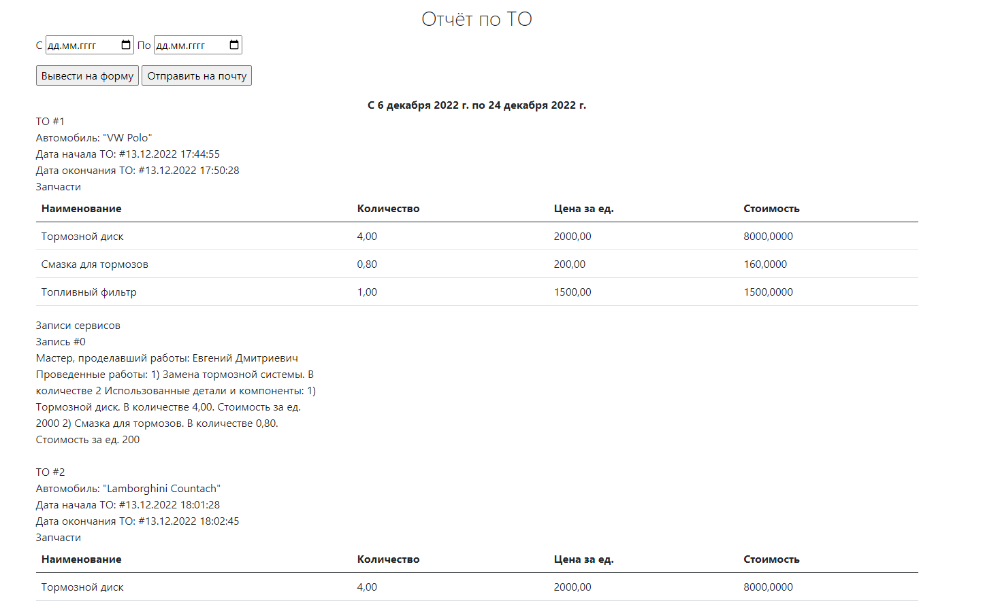 Отчёт по ТО
С дд.мм.гггг По дд.мм.гггг
Вывести на форму Отправить на почту
С 6 декабря 2022 г. по 24 декабря 2022 г.
ТО #1
Автомобиль: "VW Polo"
Дата начала ТО: #13.12.2022 17:44:55
Дата окончания ТО: #13.12.2022 17:50:28
Запчасти
Наименование Количество Цена за ед. Стоимость
Тормозной диск 4,00 2000,00 8000,0000
Смазка для тормозов 0,80 200,00 160,0000
Топливный фильтр 1,00 1500,00 1500,0000
Записи сервисов
Запись #0
Мастер, проделавший работы: Евгений Дмитриевич
Проведенные работы: 1) Замена тормозной системы. В
количестве 2 Использованные детали и компоненты: 1)
Тормозной диск. В количестве 4,00. Стоимость за ед.
2000 2) Смазка для тормозов. В количестве 0,80.
Стоимость за ед. 200
ТО #2
Автомобиль: "Lamborghini Countach"
Дата начала ТО: #13.12.2022 18:01:28
Дата окончания ТО: #13.12.2022 18:02:45
Запчасти
Наименование Количество Цена за ед. Стоимость
Тормозной диск 4,00 2000,00 8000,0000